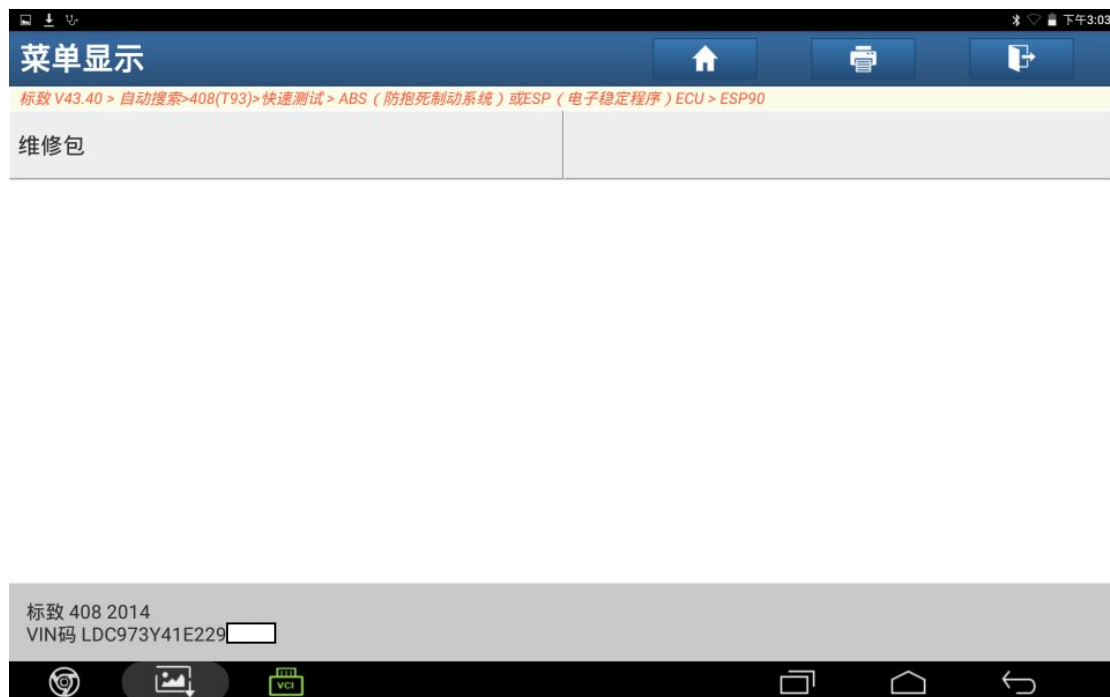 下午3:03
菜单显示
标致 V43.40 > 自动搜索>408(T93)>快速测试 > ABS（防抱死制动系统）或ESP（电子稳定程序）ECU > ESP90
维修包
标致 408 2014
VIN码 LDC973Y41E229
VCI